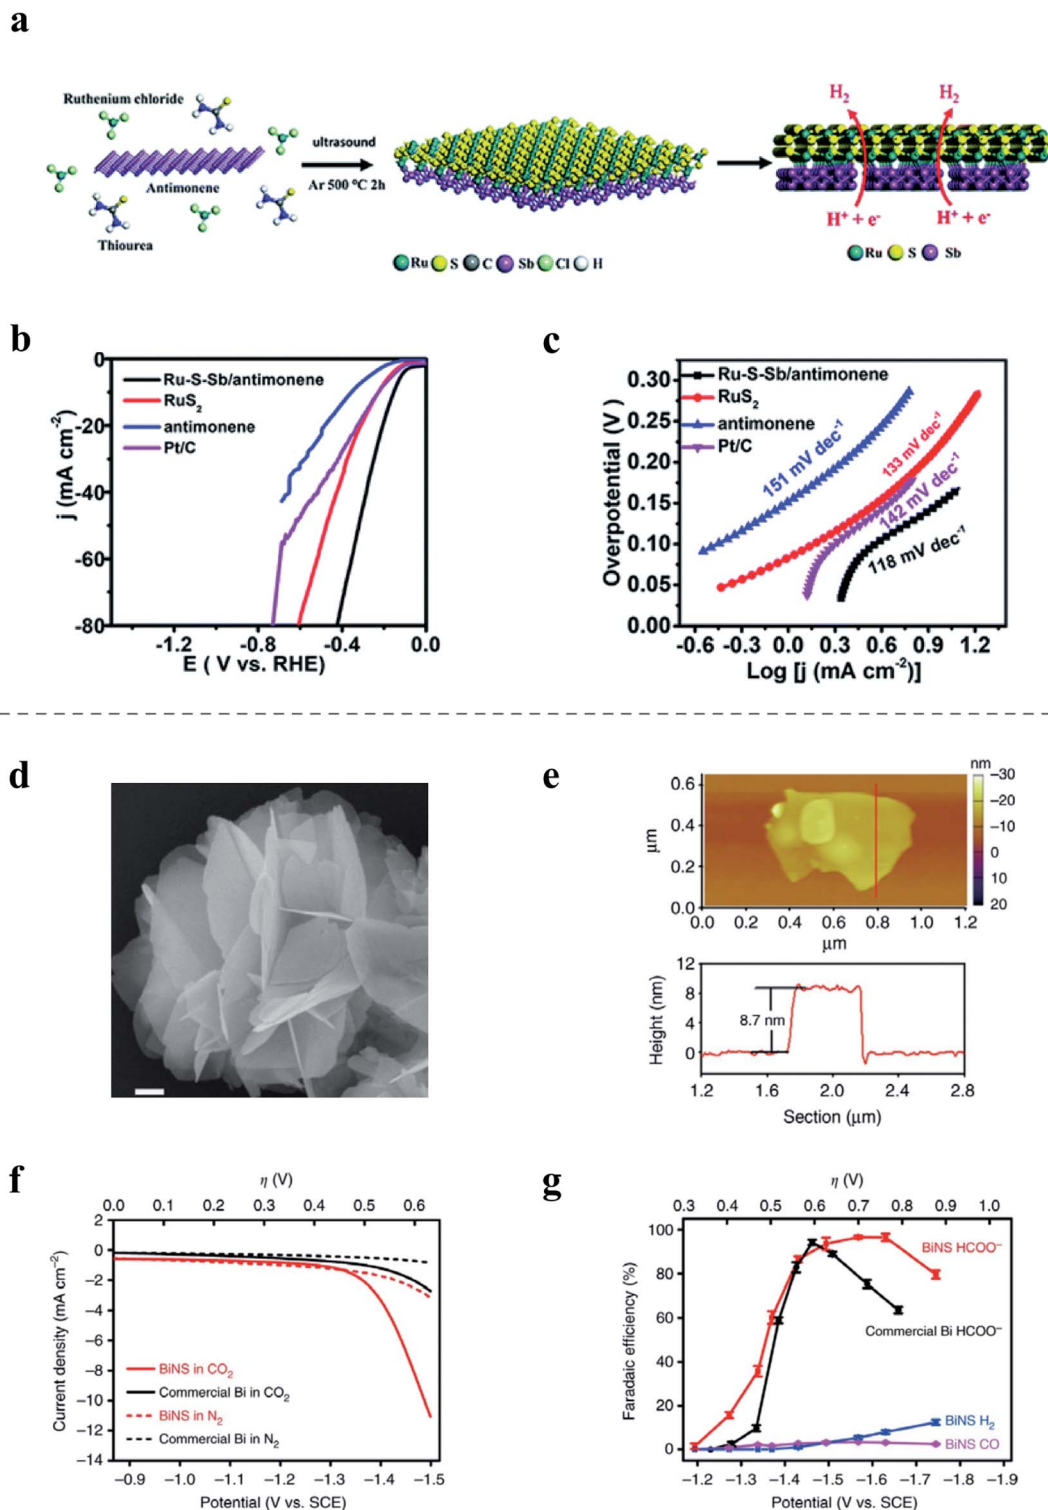 a
Ruthenium chloride
Antimonene
Thiourea
ultrasound
Ar 500 °C 2h
Ru S C Sb Cl H
H₂ H₂
H⁺ + e⁻ H⁺ + e⁻
Ru S Sb
b
0
-20
-40
-60
-80
j (mA cm⁻²)
Ru-S-Sb/antimonene
RuS₂
antimonene
Pt/C
-1.2 -0.8 -0.4 0.0
E ( V vs. RHE)
c
0.30
0.25
0.20
0.15
0.10
0.05
0.00
Overpotential (V)
Ru-S-Sb/antimonene
RuS₂
antimonene
Pt/C
151 mV dec⁻¹
133 mV dec⁻¹
142 mV dec⁻¹
118 mV dec⁻¹
-0.6 -0.3 0.0 0.3 0.6 0.9 1.2
Log [j (mA cm⁻²)]
d
e
0.6
0.4
0.2
0.0
μm
0.0 0.2 0.4 0.6 0.8 1.0 1.2
μm
nm
−30
−20
−10
0
10
20
12
8
4
0
Height (nm)
8.7 nm
1.2 1.6 2.0 2.4 2.8
Section (μm)
f
η (V)
0.0 0.1 0.2 0.3 0.4 0.5 0.6
2
0
−2
−4
−6
−8
−10
−12
−14
Current density (mA cm⁻²)
BiNS in CO₂
Commercial Bi in CO₂
BiNS in N₂
Commercial Bi in N₂
−0.9 −1.0 −1.1 −1.2 −1.3 −1.4 −1.5
Potential (V vs. SCE)
g
η (V)
0.3 0.4 0.5 0.6 0.7 0.8 0.9 1.0
100
80
60
40
20
0
Faradaic efficiency (%)
BiNS HCOO⁻
Commercial Bi HCOO⁻
BiNS H₂
BiNS CO
−1.2 −1.3 −1.4 −1.5 −1.6 −1.7 −1.8 −1.9
Potential (V vs. SCE)